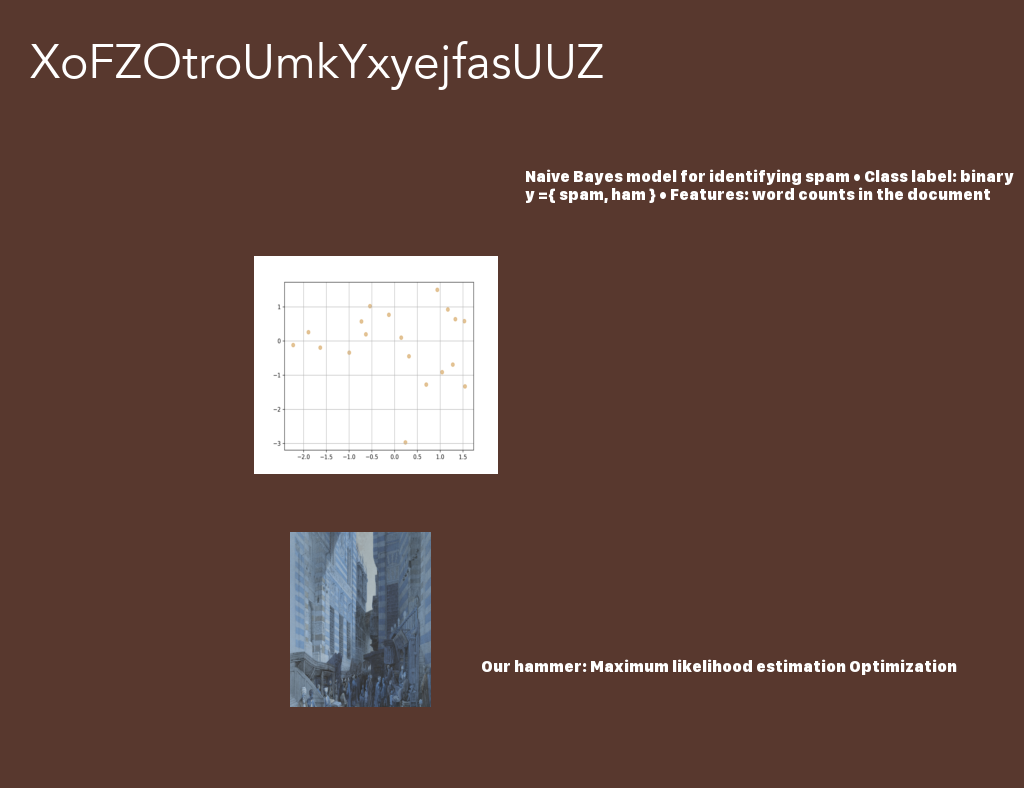 XoFZOtroUmkYxyejfasUUZ
Naive Bayes model for identifying spam • Class label: binary
y ={ spam, ham } • Features: word counts in the document
1
0
−1
−2
−3
−2.0 −1.5 −1.0 −0.5 0.0 0.5 1.0 1.5
Our hammer: Maximum likelihood estimation Optimization